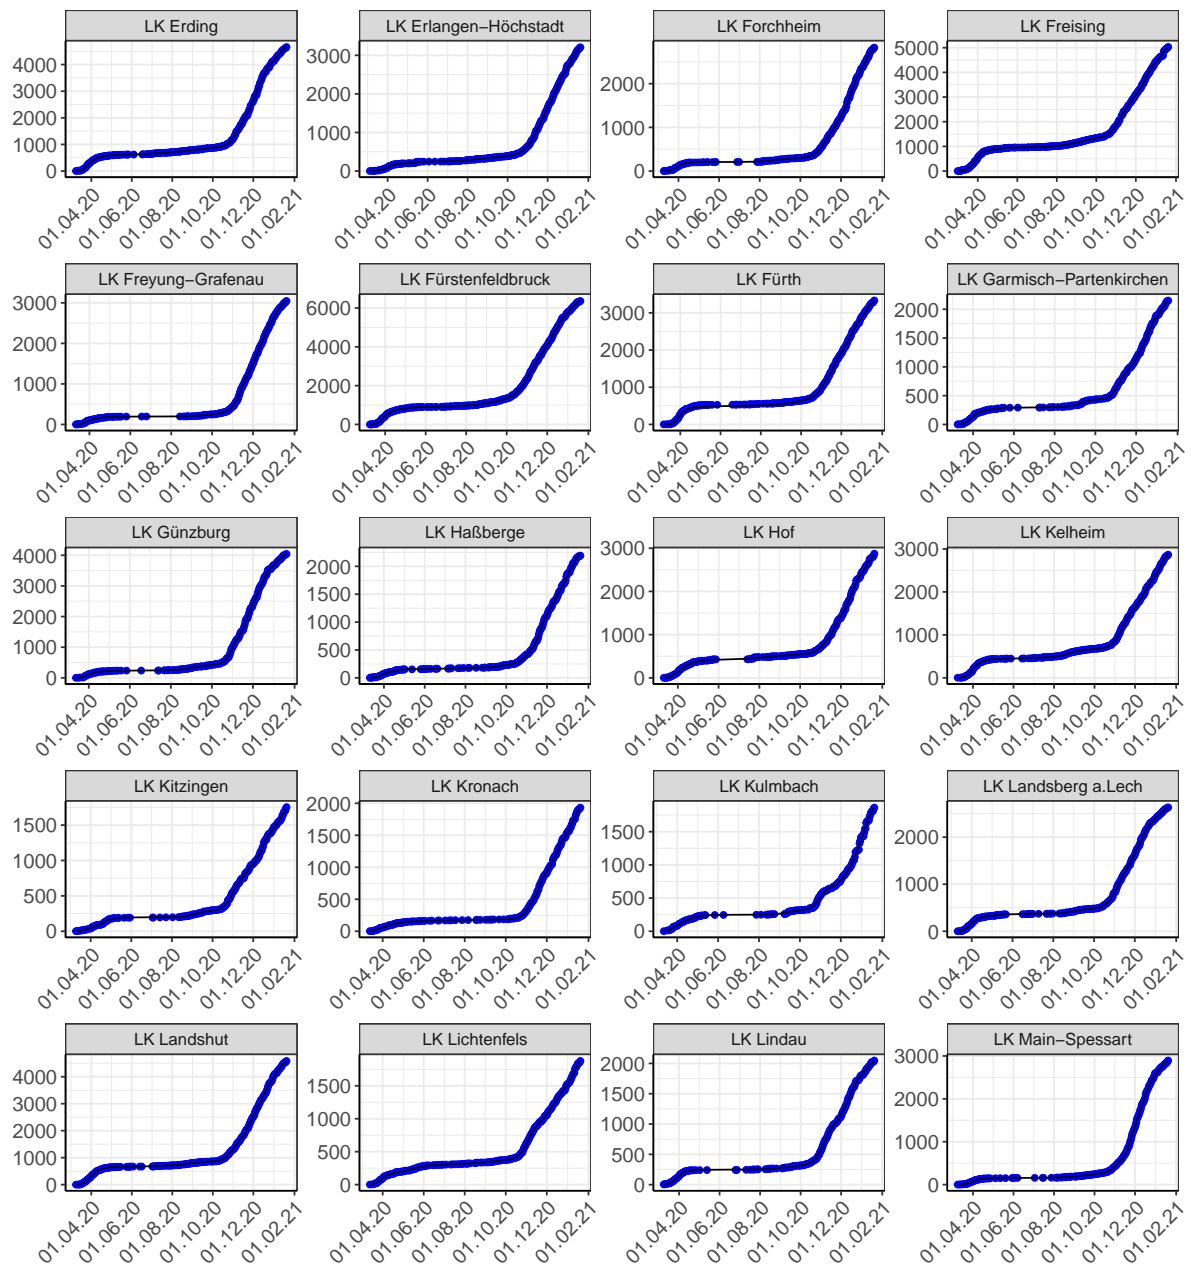 LK Erding LK Erlangen−Höchstadt LK Forchheim LK Freising
4000 3000 2000 1000 0
3000 2000 1000 0
2000 1000 0
5000 4000 3000 2000 1000 0
01.04.20 01.06.20 01.08.20 01.10.20 01.12.20 01.02.21 01.04.20 01.06.20 01.08.20 01.10.20 01.12.20 01.02.21 01.04.20 01.06.20 01.08.20 01.10.20 01.12.20 01.02.21 01.04.20 01.06.20 01.08.20 01.10.20 01.12.20 01.02.21
LK Freyung−Grafenau LK Fürstenfeldbruck LK Fürth LK Garmisch−Partenkirchen
3000 2000 1000 0
6000 4000 2000 0
3000 2000 1000 0
2000 1500 1000 500 0
01.04.20 01.06.20 01.08.20 01.10.20 01.12.20 01.02.21 01.04.20 01.06.20 01.08.20 01.10.20 01.12.20 01.02.21 01.04.20 01.06.20 01.08.20 01.10.20 01.12.20 01.02.21 01.04.20 01.06.20 01.08.20 01.10.20 01.12.20 01.02.21
LK Günzburg LK Haßberge LK Hof LK Kelheim
4000 3000 2000 1000 0
2000 1500 1000 500 0
3000 2000 1000 0
3000 2000 1000 0
01.04.20 01.06.20 01.08.20 01.10.20 01.12.20 01.02.21 01.04.20 01.06.20 01.08.20 01.10.20 01.12.20 01.02.21 01.04.20 01.06.20 01.08.20 01.10.20 01.12.20 01.02.21 01.04.20 01.06.20 01.08.20 01.10.20 01.12.20 01.02.21
LK Kitzingen LK Kronach LK Kulmbach LK Landsberg a.Lech
1500 1000 500 0
2000 1500 1000 500 0
1500 1000 500 0
2000 1000 0
01.04.20 01.06.20 01.08.20 01.10.20 01.12.20 01.02.21 01.04.20 01.06.20 01.08.20 01.10.20 01.12.20 01.02.21 01.04.20 01.06.20 01.08.20 01.10.20 01.12.20 01.02.21 01.04.20 01.06.20 01.08.20 01.10.20 01.12.20 01.02.21
LK Landshut LK Lichtenfels LK Lindau LK Main−Spessart
4000 3000 2000 1000 0
1500 1000 500 0
2000 1500 1000 500 0
3000 2000 1000 0
01.04.20 01.06.20 01.08.20 01.10.20 01.12.20 01.02.21 01.04.20 01.06.20 01.08.20 01.10.20 01.12.20 01.02.21 01.04.20 01.06.20 01.08.20 01.10.20 01.12.20 01.02.21 01.04.20 01.06.20 01.08.20 01.10.20 01.12.20 01.02.21